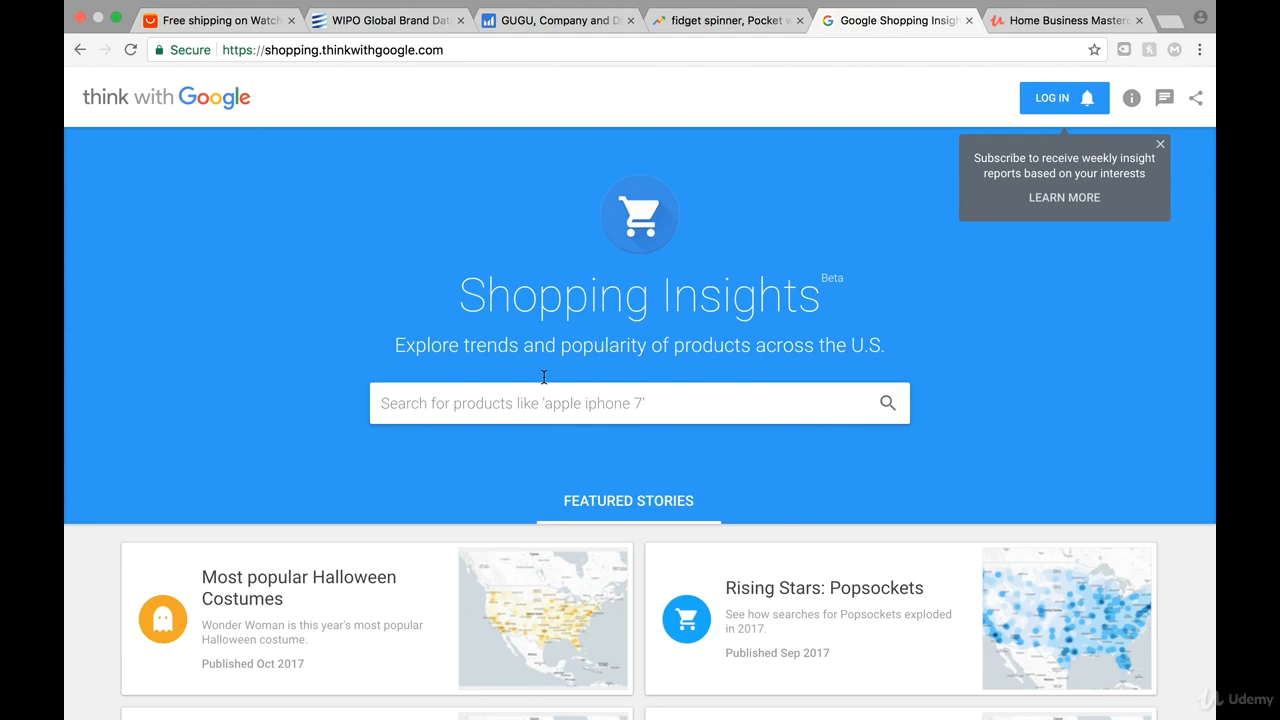 Free shipping on Watch
WIPO Global Brand Dat
GUGU, Company and D
fidget spinner, Pocket w
Google Shopping Insigh
Home Business Masterc
Secure
https://shopping.thinkwithgoogle.com
think with Google
LOG IN
Subscribe to receive weekly insight
reports based on your interests
LEARN MORE
Shopping Insights Beta
Explore trends and popularity of products across the U.S.
Search for products like 'apple iphone 7'
FEATURED STORIES
Most popular Halloween
Costumes
Wonder Woman is this year's most popular
Halloween costume.
Published Oct 2017
Rising Stars: Popsockets
See how searches for Popsockets exploded
in 2017.
Published Sep 2017
Udemy